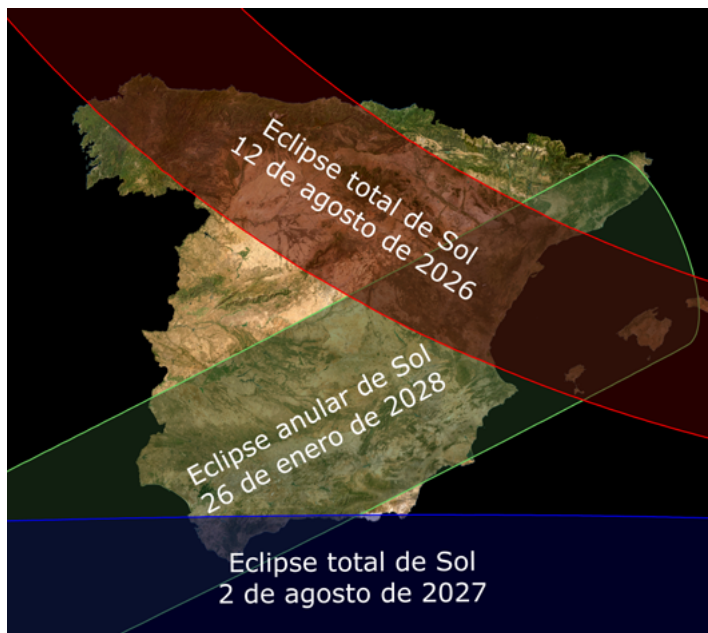 Eclipse total de Sol
12 de agosto de 2026
Eclipse anular de Sol
26 de enero de 2028
Eclipse total de Sol
2 de agosto de 2027